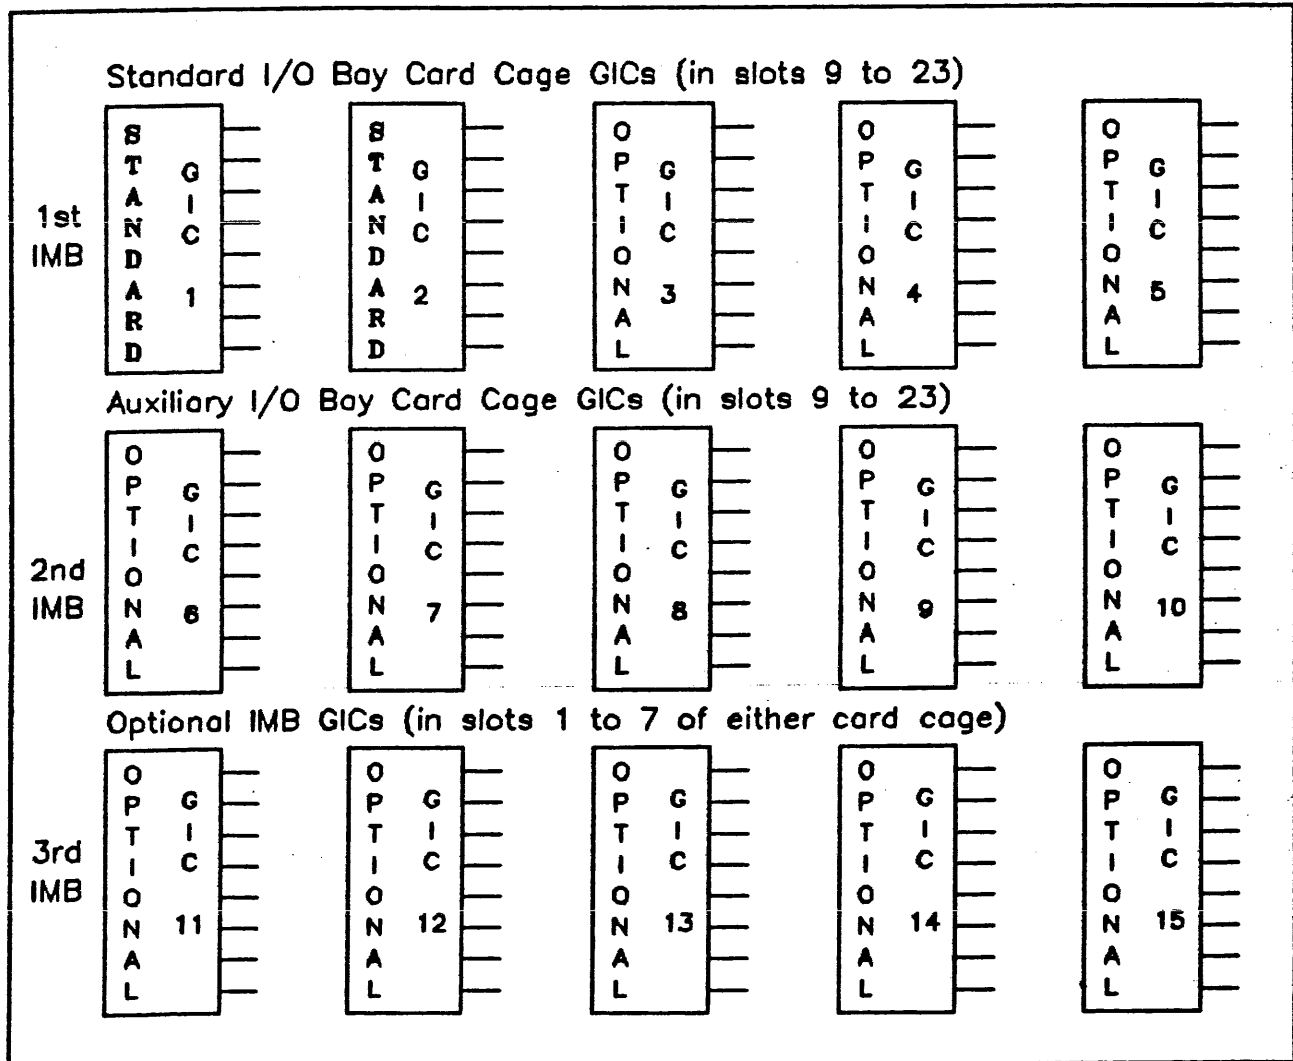 Standard I/O Bay Card Cage GICs (in slots 9 to 23)
1st
IMB
STANDARD GIC 1
STANDARD GIC 2
OPTIONAL GIC 3
OPTIONAL GIC 4
OPTIONAL GIC 5
Auxiliary I/O Bay Card Cage GICs (in slots 9 to 23)
2nd
IMB
OPTIONAL GIC 6
OPTIONAL GIC 7
OPTIONAL GIC 8
OPTIONAL GIC 9
OPTIONAL GIC 10
Optional IMB GICs (in slots 1 to 7 of either card cage)
3rd
IMB
OPTIONAL GIC 11
OPTIONAL GIC 12
OPTIONAL GIC 13
OPTIONAL GIC 14
OPTIONAL GIC 15